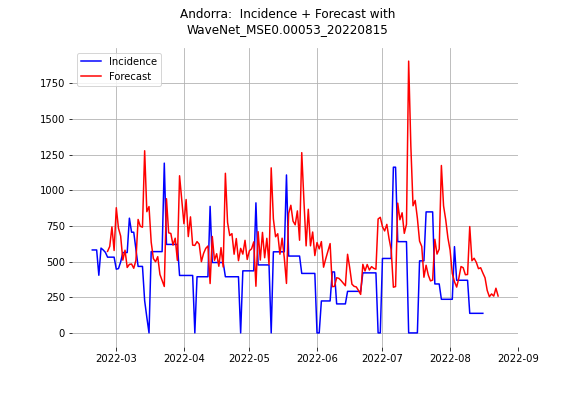 Andorra:  Incidence + Forecast with
WaveNet_MSE0.00053_20220815
Incidence
Forecast
1750
1500
1250
1000
750
500
250
0
2022-03 2022-04 2022-05 2022-06 2022-07 2022-08 2022-09